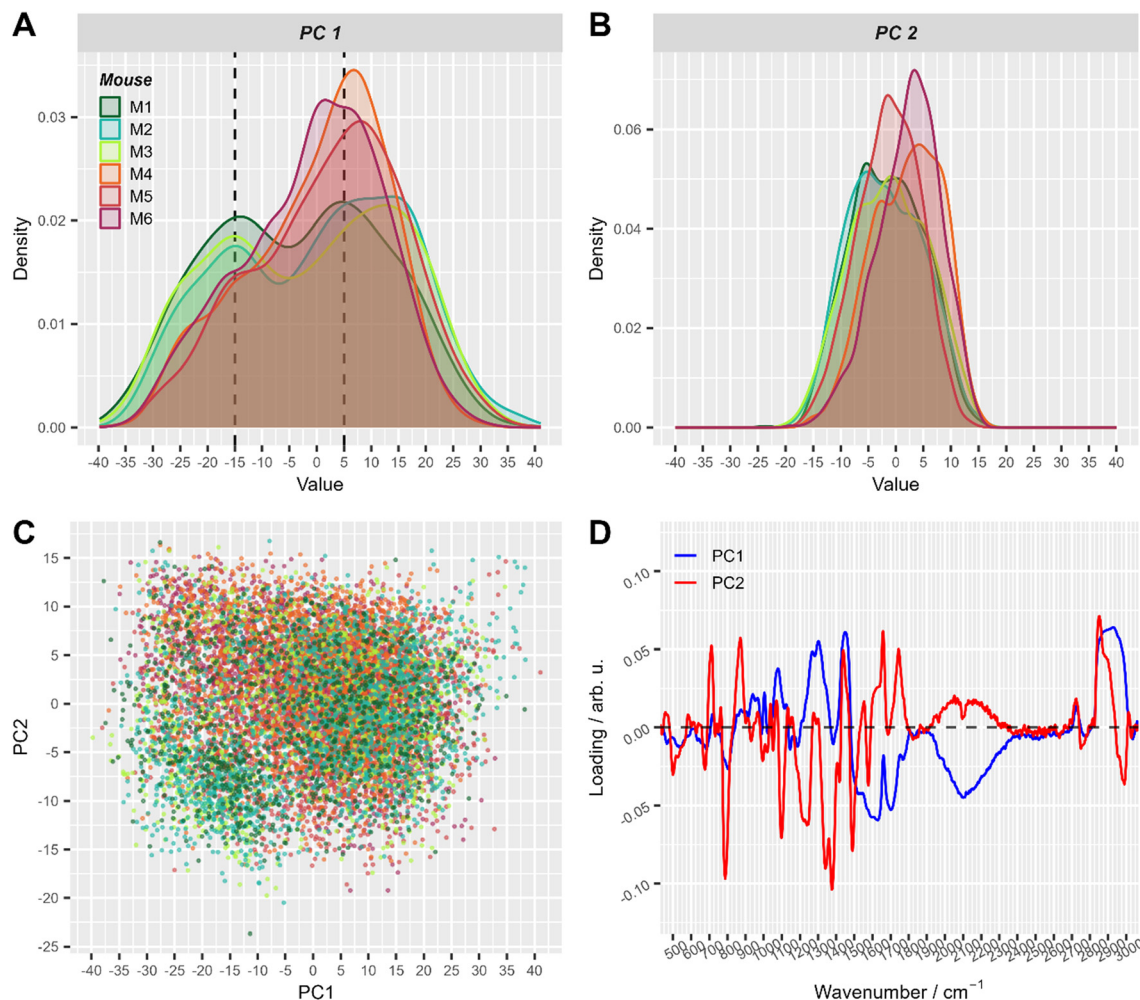 A
PC 1
Mouse
M1
M2
M3
M4
M5
M6
Density
0.03
0.02
0.01
0.00
-40 -35 -30 -25 -20 -15 -10 -5 0 5 10 15 20 25 30 35 40
Value
B
PC 2
Density
0.06
0.04
0.02
0.00
-40 -35 -30 -25 -20 -15 -10 -5 0 5 10 15 20 25 30 35 40
Value
C
PC2
15
10
5
0
-5
-10
-15
-20
-25
-40 -35 -30 -25 -20 -15 -10 -5 0 5 10 15 20 25 30 35 40
PC1
D
PC1
PC2
Loading / arb. u.
0.10
0.05
0.00
-0.05
-0.10
500 600 700 800 900 1000 1100 1200 1300 1400 1500 1600 1700 1800 1900 2000 2100 2200 2300 2400 2500 2600 2700 2800 2900 3000
Wavenumber / cm⁻¹